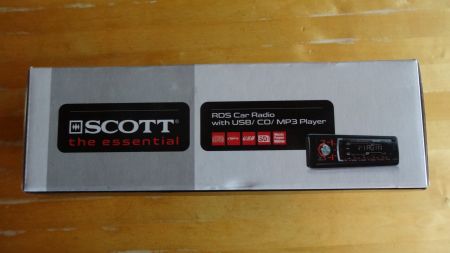 SCOTT®
the essential
RDS Car Radio
with USB/ CD/ MP3 Player